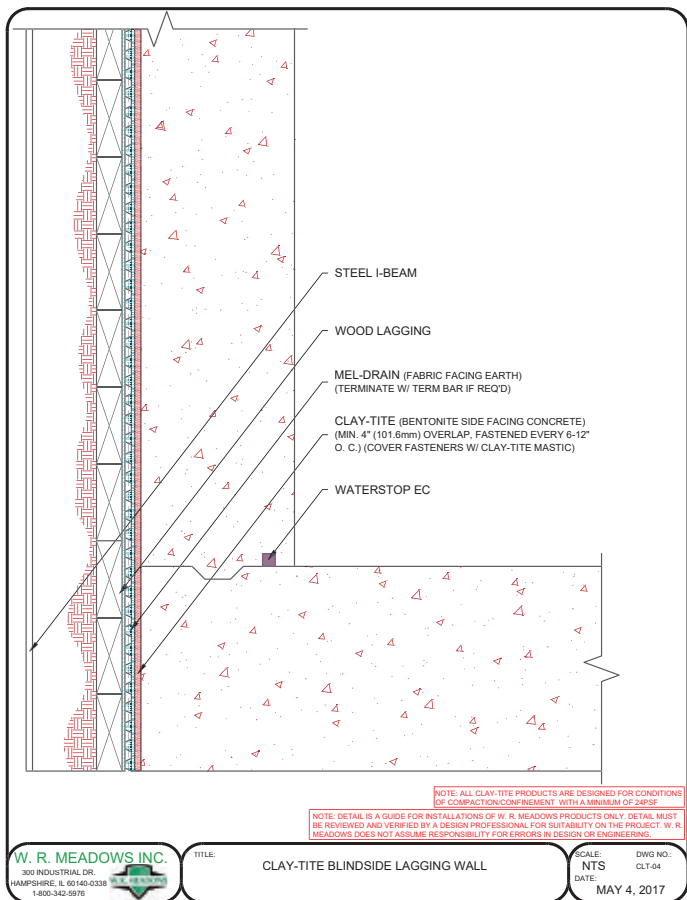 STEEL I-BEAM
WOOD LAGGING
MEL-DRAIN (FABRIC FACING EARTH)
(TERMINATE W/ TERM BAR IF REQ'D)
CLAY-TITE (BENTONITE SIDE FACING CONCRETE)
(MIN. 4" (101.6mm) OVERLAP, FASTENED EVERY 6-12"
O. C.) (COVER FASTENERS W/ CLAY-TITE MASTIC)
WATERSTOP EC
NOTE: ALL CLAY-TITE PRODUCTS ARE DESIGNED FOR CONDITIONS
OF COMPACTION/CONFINEMENT WITH A MINIMUM OF 24PSF
NOTE: DETAIL IS A GUIDE FOR INSTALLATIONS OF W. R. MEADOWS PRODUCTS ONLY. DETAIL MUST
BE REVIEWED AND VERIFIED BY A DESIGN PROFESSIONAL FOR SUITABILITY ON THE PROJECT. W. R.
MEADOWS DOES NOT ASSUME RESPONSIBILITY FOR ERRORS IN DESIGN OR ENGINEERING.
W. R. MEADOWS INC.
300 INDUSTRIAL DR.
HAMPSHIRE, IL 60140-0338
1-800-342-5976
W. R. MEADOWS
TITLE:
CLAY-TITE BLINDSIDE LAGGING WALL
SCALE:
NTS
DWG NO.:
CLT-04
DATE:
MAY 4, 2017